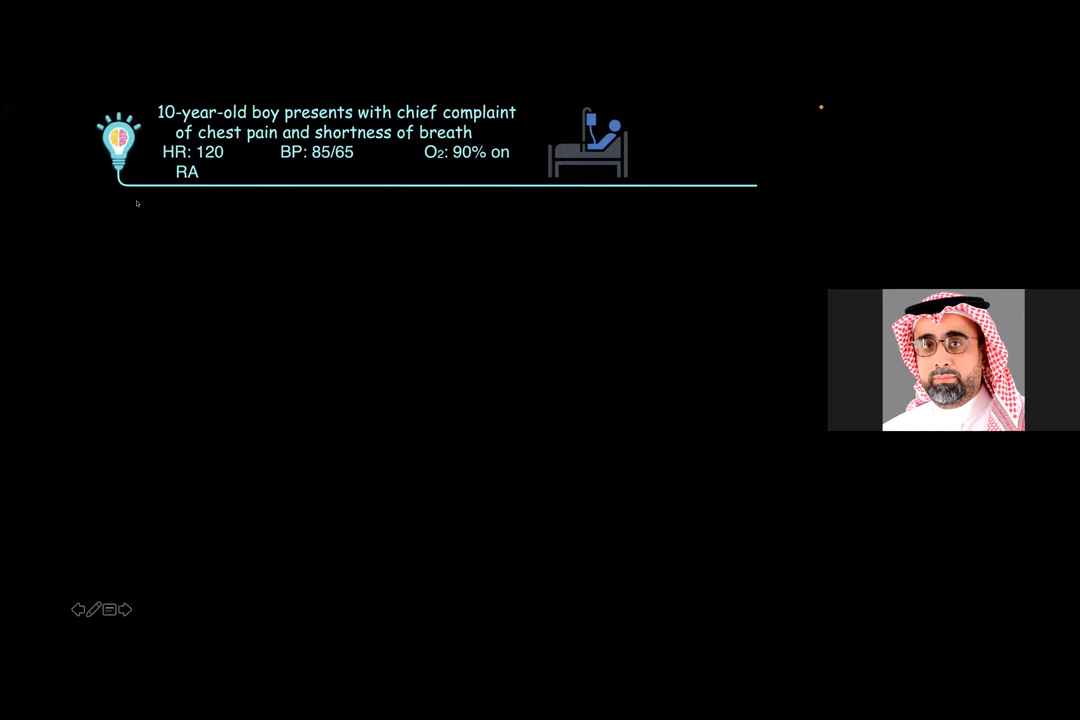 10-year-old boy presents with chief complaint
of chest pain and shortness of breath
HR: 120 BP: 85/65 O2: 90% on
RA